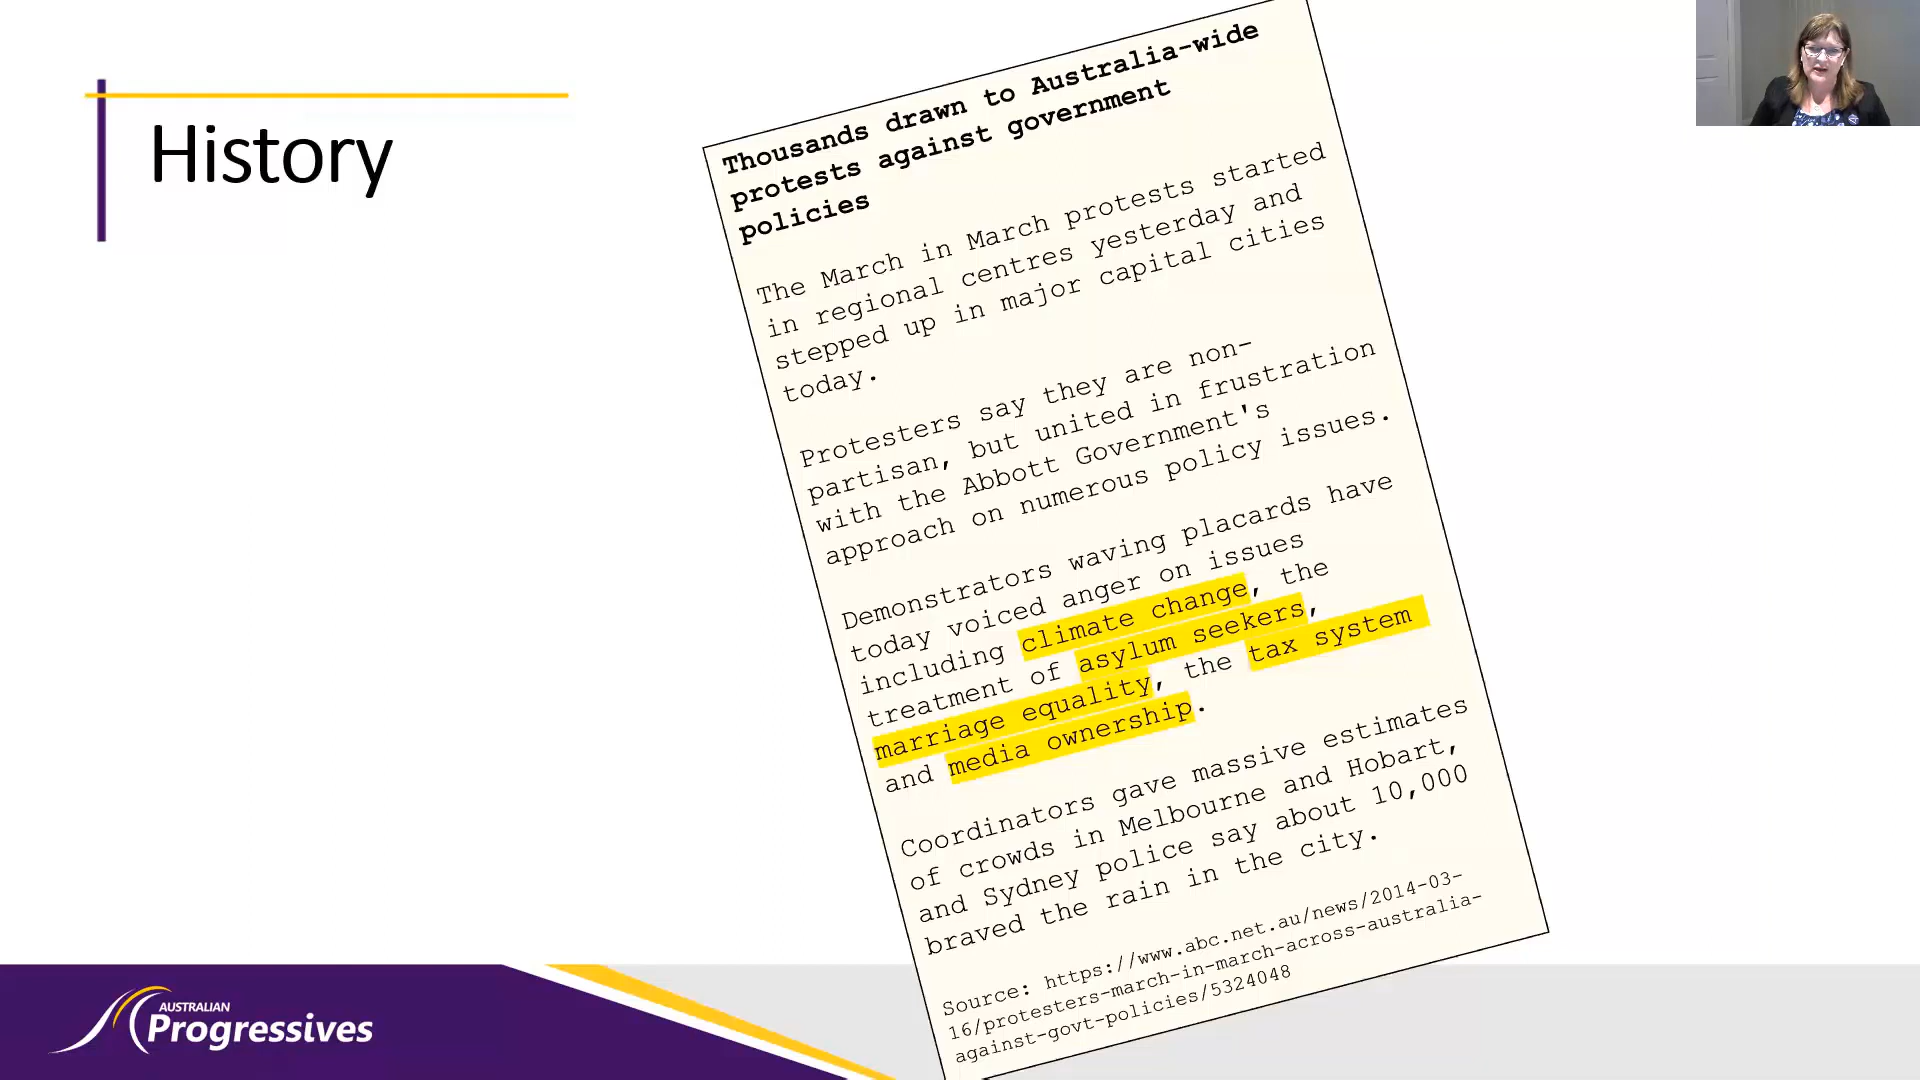 History
Thousands drawn to Australia-wide
protests against government
policies
The March in March protests started
in regional centres yesterday and
stepped up in major capital cities
today.
Protesters say they are non-
partisan, but united in frustration
with the Abbott Government's
approach on numerous policy issues.
Demonstrators waving placards have
today voiced anger on issues
including climate change, the
treatment of asylum seekers,
marriage equality, the tax system
and media ownership.
Coordinators gave massive estimates
of crowds in Melbourne and Hobart,
and Sydney police say about 10,000
braved the rain in the city.
Source: https://www.abc.net.au/news/2014-03-
16/protesters-march-in-march-across-australia-
against-govt-policies/5324048
AUSTRALIAN
Progressives